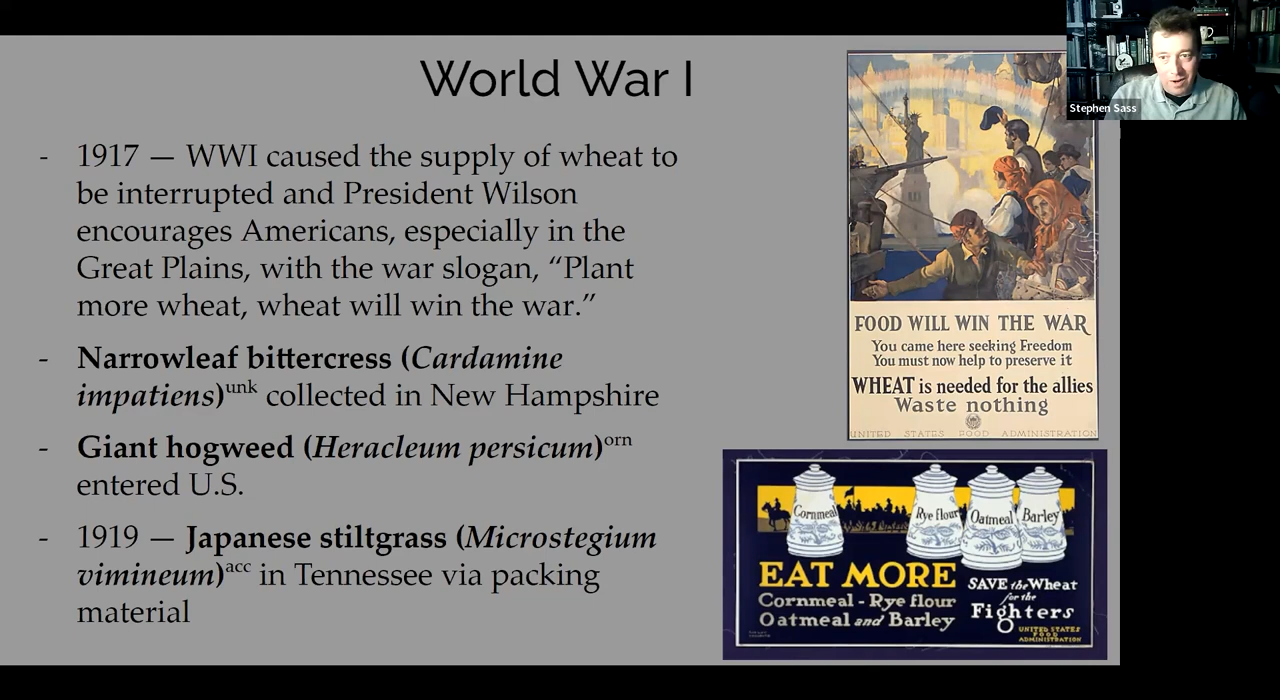 World War I
- 1917 — WWI caused the supply of wheat to
be interrupted and President Wilson
encourages Americans, especially in the
Great Plains, with the war slogan, “Plant
more wheat, wheat will win the war.”
- Narrowleaf bittercress (Cardamine
impatiens)unk collected in New Hampshire
- Giant hogweed (Heracleum persicum)orn
entered U.S.
- 1919 — Japanese stiltgrass (Microstegium
vimineum)acc in Tennessee via packing
material
Stephen Sass
FOOD WILL WIN THE WAR
You came here seeking Freedom
You must now help to preserve it
WHEAT is needed for the allies
Waste nothing
UNITED STATES FOOD ADMINISTRATION
Cornmeal
Rye flour
Oatmeal
Barley
EAT MORE
Cornmeal - Rye flour
Oatmeal and Barley
SAVE the Wheat
for the
Fighters
UNITED STATES
FOOD
ADMINISTRATION